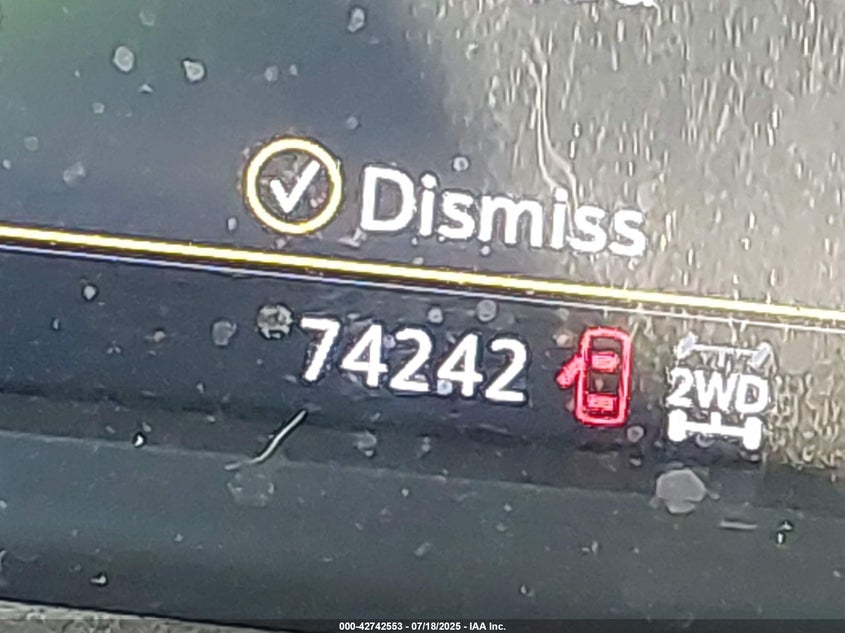 Dismiss
74242
2WD
000-42742553 - 07/18/2025 - IAA Inc.